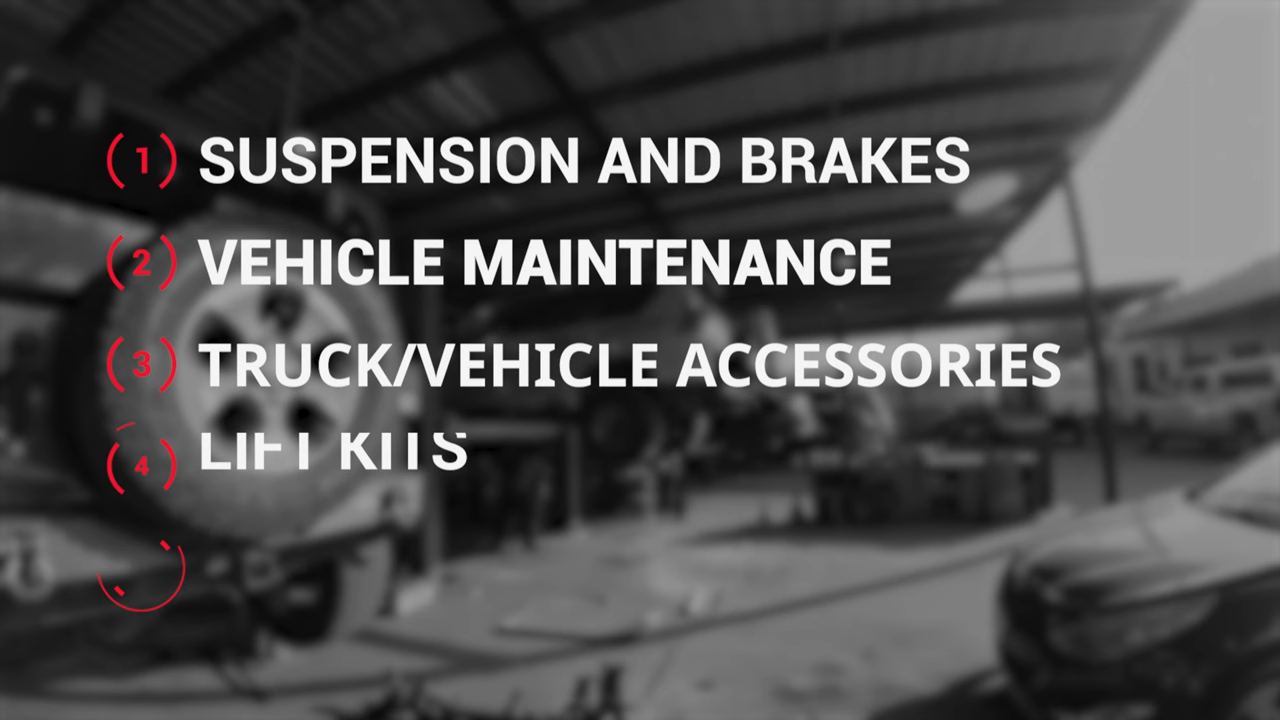 (1) SUSPENSION AND BRAKES
(2) VEHICLE MAINTENANCE
(3) TRUCK/VEHICLE ACCESSORIES
(4) LIFT KITS